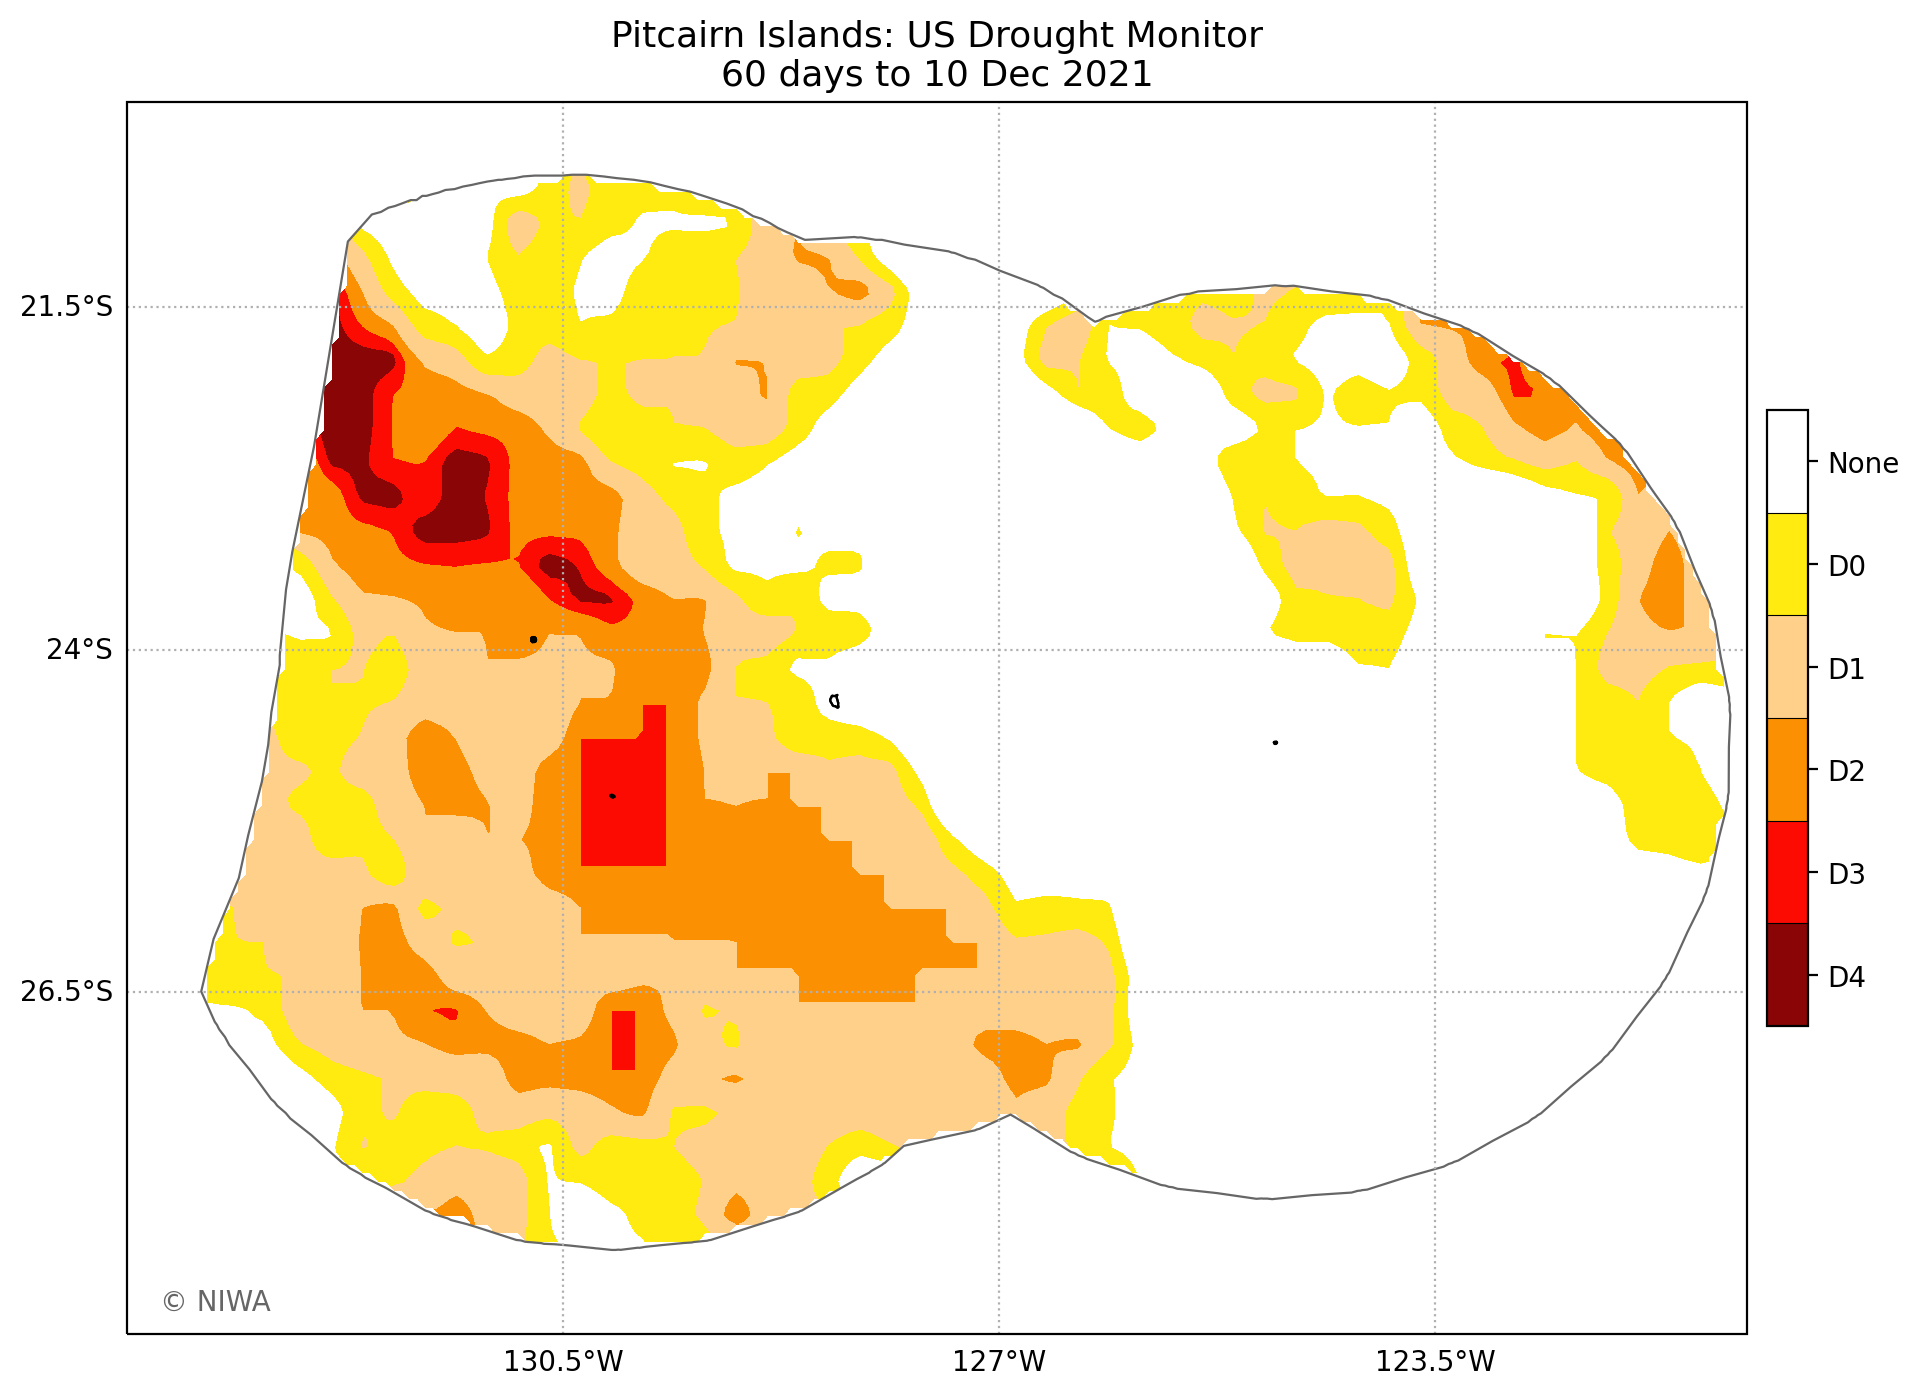 Pitcairn Islands: US Drought Monitor
60 days to 10 Dec 2021
21.5°S
24°S
26.5°S
130.5°W
127°W
123.5°W
None
D0
D1
D2
D3
D4
© NIWA